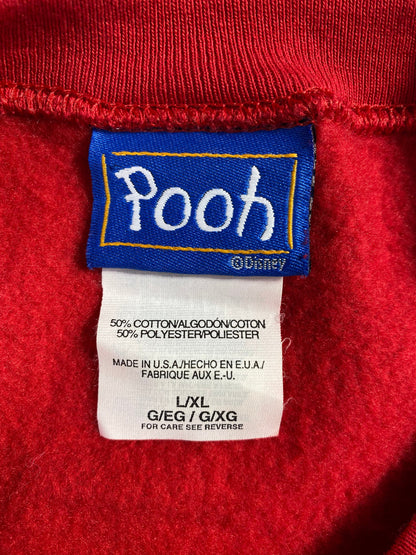 Pooh
©Disney
50% COTTON/ALGODÓN/COTON
50% POLYESTER/POLIESTER
MADE IN U.S.A./HECHO EN E.U.A./
FABRIQUE AUX E.-U.
L/XL
G/EG / G/XG
FOR CARE SEE REVERSE